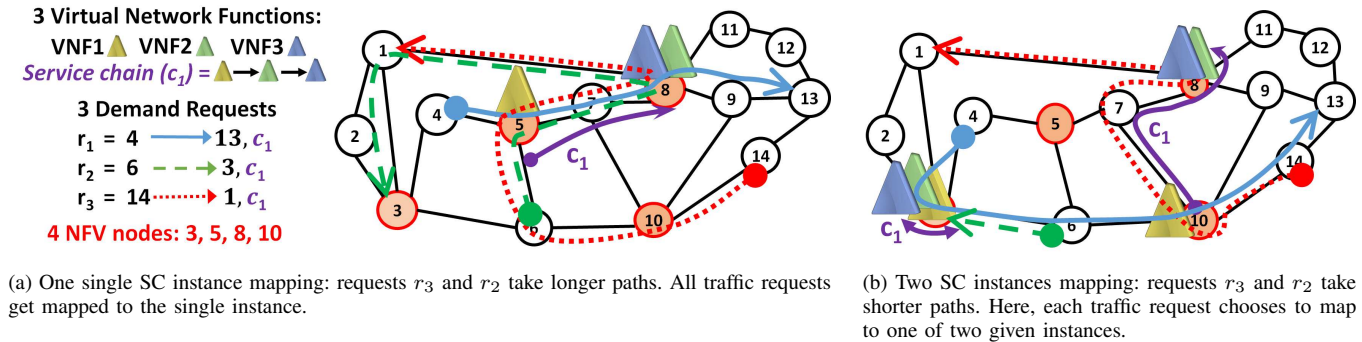 3 Virtual Network Functions:
VNF1 VNF2 VNF3
Service chain (c₁) = → →
3 Demand Requests
r₁ = 4 → 13, c₁
r₂ = 6 → 3, c₁
r₃ = 14 → 1, c₁
4 NFV nodes: 3, 5, 8, 10
1
2
3
4
5
6
7
8
9
10
11
12
13
14
c₁
(a) One single SC instance mapping: requests r₃ and r₂ take longer paths. All traffic requests
get mapped to the single instance.
1
2
4
5
6
7
8
9
10
11
12
13
14
c₁
c₁
(b) Two SC instances mapping: requests r₃ and r₂ take
shorter paths. Here, each traffic request chooses to map
to one of two given instances.